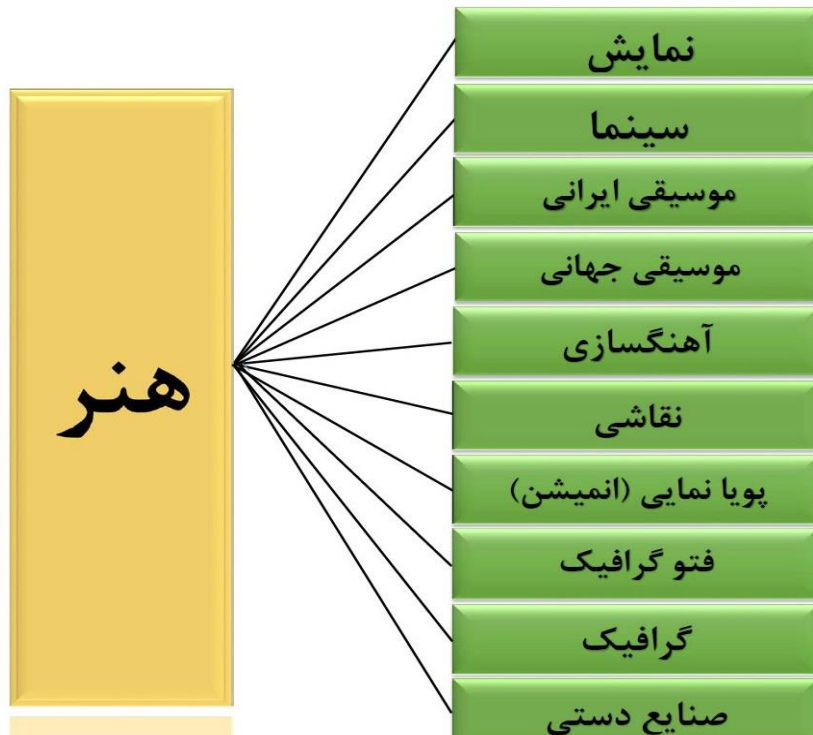 هنر
نمایش
سینما
موسیقی ایرانی
موسیقی جهانی
آهنگسازی
نقاشی
پویا نمایی (انمیشن)
فتو گرافیک
گرافیک
صنایع دستی